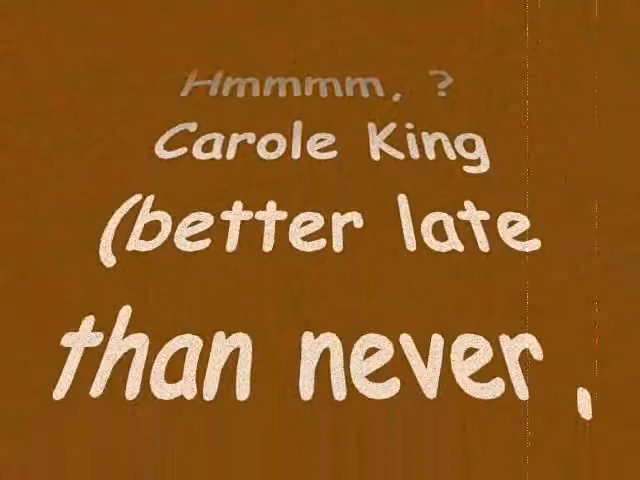 Hmmmm, ?
Carole King
(better late
than never,